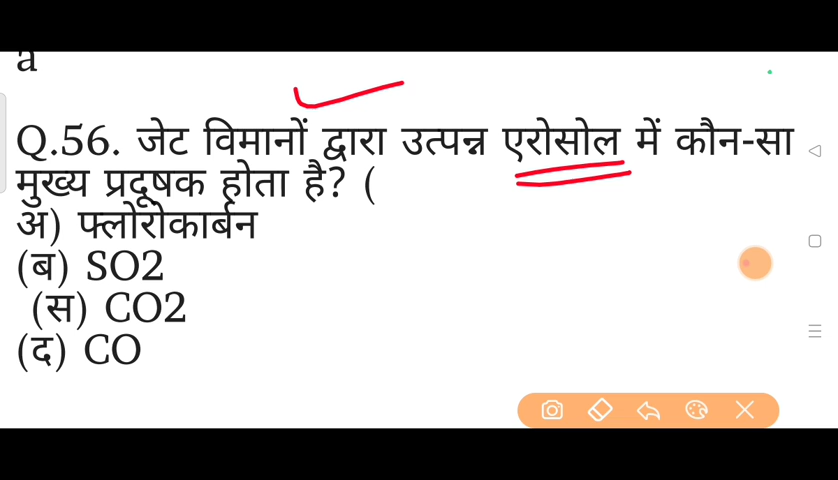 a
Q.56. जेट विमानों द्वारा उत्पन्न एरोसोल में कौन-सा
मुख्य प्रदूषक होता है? (
अ) फ्लोरोकार्बन
(ब) SO2
(स) CO2
(द) CO